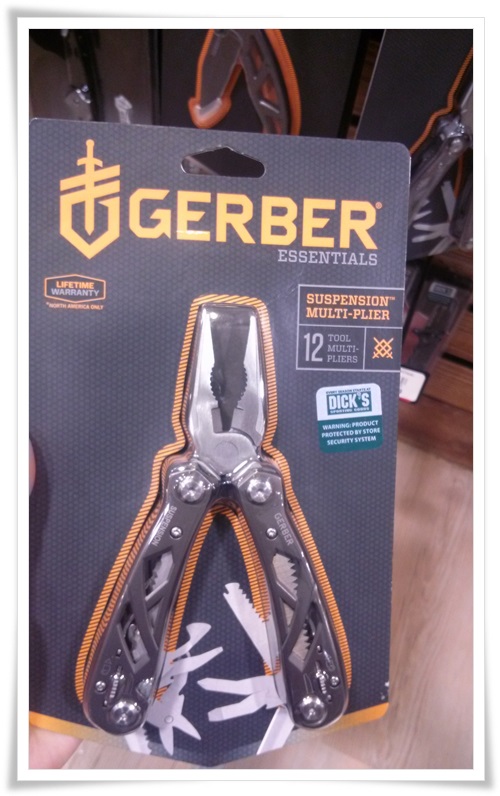 GERBER®
ESSENTIALS
LIFETIME
WARRANTY
*NORTH AMERICA ONLY
SUSPENSION™
MULTI-PLIER
12 TOOL
MULTI-
PLIERS
DICK'S
SPORTING GOODS
WARNING: PRODUCT
PROTECTED BY STORE
SECURITY SYSTEM
SUSPENSION
GERBER